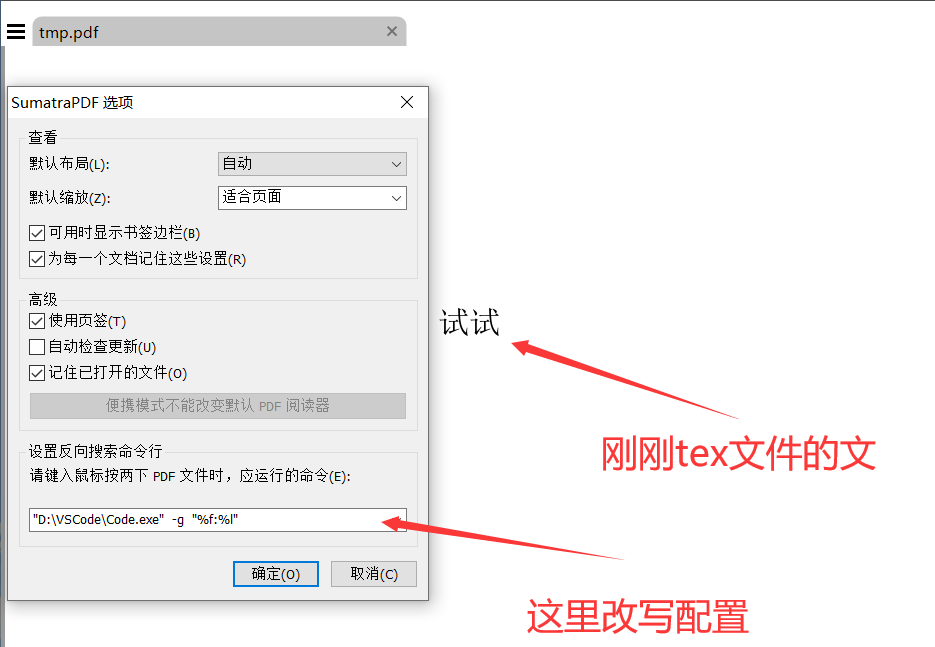 tmp.pdf
SumatraPDF 选项
查看
默认布局(L):
自动
默认缩放(Z):
适合页面
可用时显示书签边栏(B)
为每一个文档记住这些设置(R)
高级
使用页签(T)
自动检查更新(U)
记住已打开的文件(O)
便携模式不能改变默认 PDF 阅读器
设置反向搜索命令行
请键入鼠标按两下 PDF 文件时，应运行的命令(E):
"D:\VSCode\Code.exe" -g "%f:%l"
确定(O)
取消(C)
试试
刚刚tex文件的文
这里改写配置